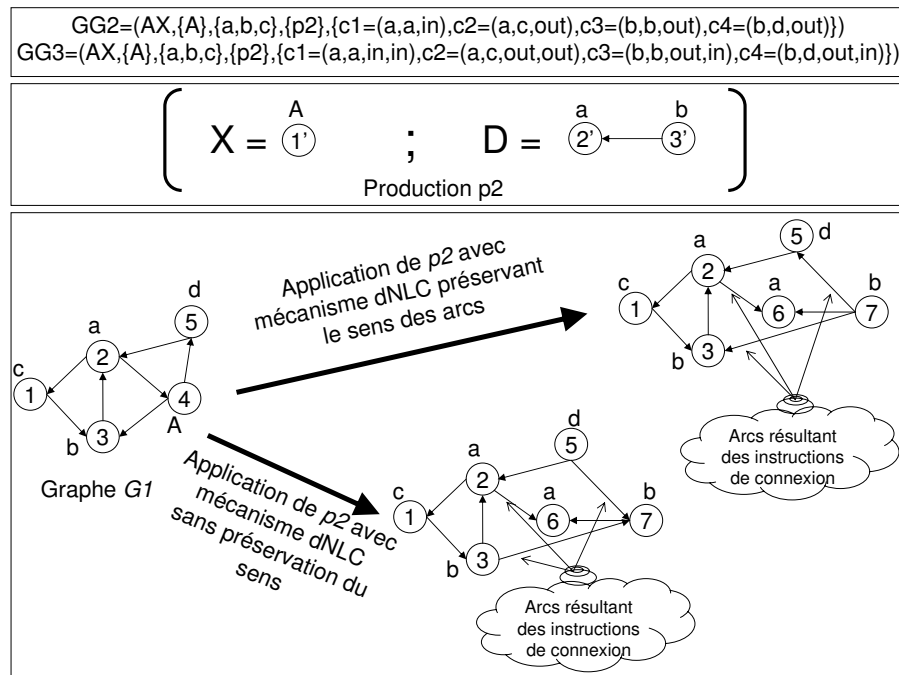 GG2=(AX,{A},{a,b,c},{p2},{c1=(a,a,in),c2=(a,c,out),c3=(b,b,out),c4=(b,d,out)})
GG3=(AX,{A},{a,b,c},{p2},{c1=(a,a,in,in),c2=(a,c,out,out),c3=(b,b,out,in),c4=(b,d,out,in)})
A
X = 1' ; D = 2' 3'
a b
Production p2
Application de p2 avec
mécanisme dNLC préservant
le sens des arcs
c
1
a
2
b
3
d
5
4
A
Graphe G1
c
1
a
2
b
3
5
d
a
6
b
7
Arcs résultant
des instructions
de connexion
Application de p2 avec
mécanisme dNLC
sans préservation du
sens
c
1
a
2
b
3
d
5
a
6
b
7
Arcs résultant
des instructions
de connexion